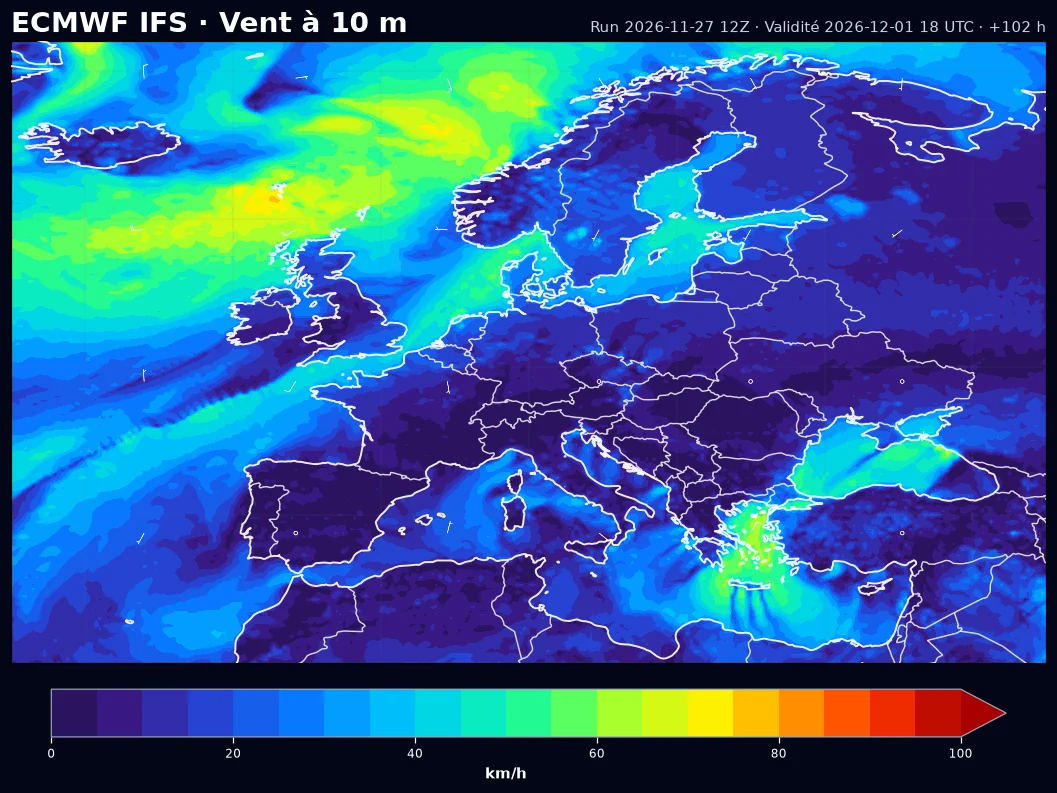 ECMWF IFS · Vent à 10 m
Run 2026-11-27 12Z · Validité 2026-12-01 18 UTC · +102 h
0 20 40 60 80 100
km/h